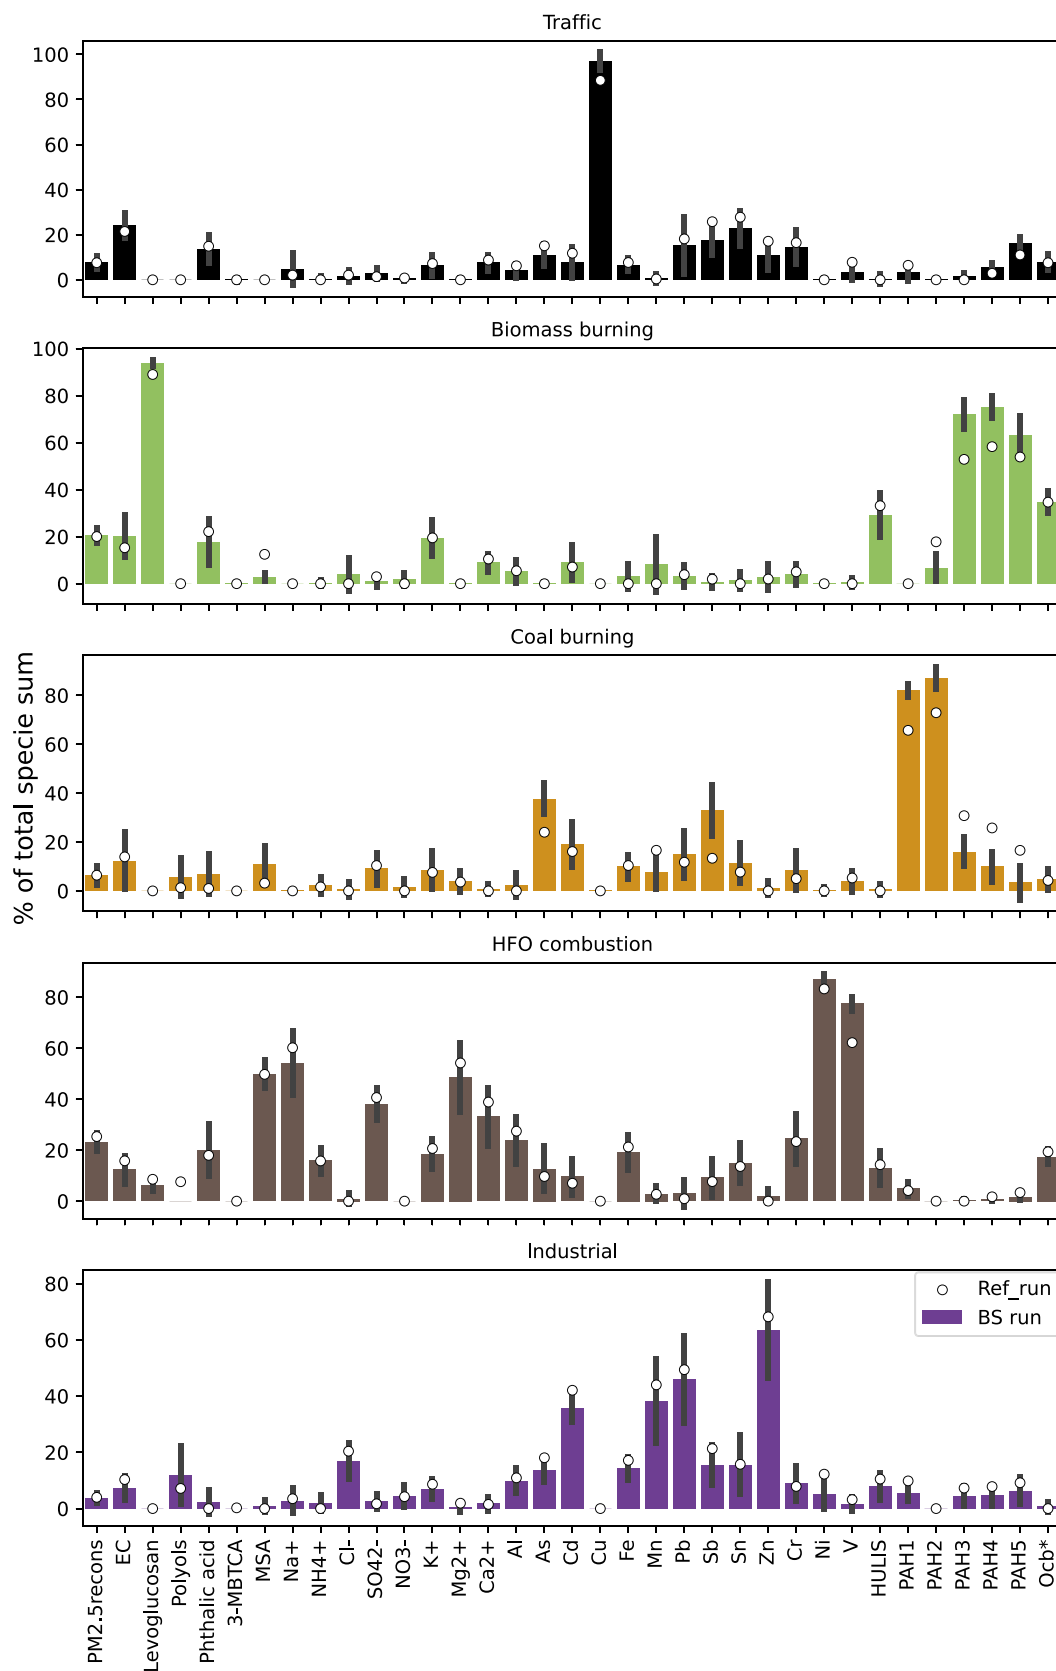 Traffic
100
80
60
40
20
0
Biomass burning
100
80
60
40
20
0
% of total specie sum
Coal burning
80
60
40
20
0
HFO combustion
80
60
40
20
0
Industrial
80
60
40
20
0
Ref_run
BS run
PM2.5recons
EC
Levoglucosan
Polyols
Phthalic acid
3-MBTCA
MSA
Na+
NH4+
Cl-
SO42-
NO3-
K+
Mg2+
Ca2+
Al
As
Cd
Cu
Fe
Mn
Pb
Sb
Sn
Zn
Cr
Ni
V
HULIS
PAH1
PAH2
PAH3
PAH4
PAH5
Ocb*